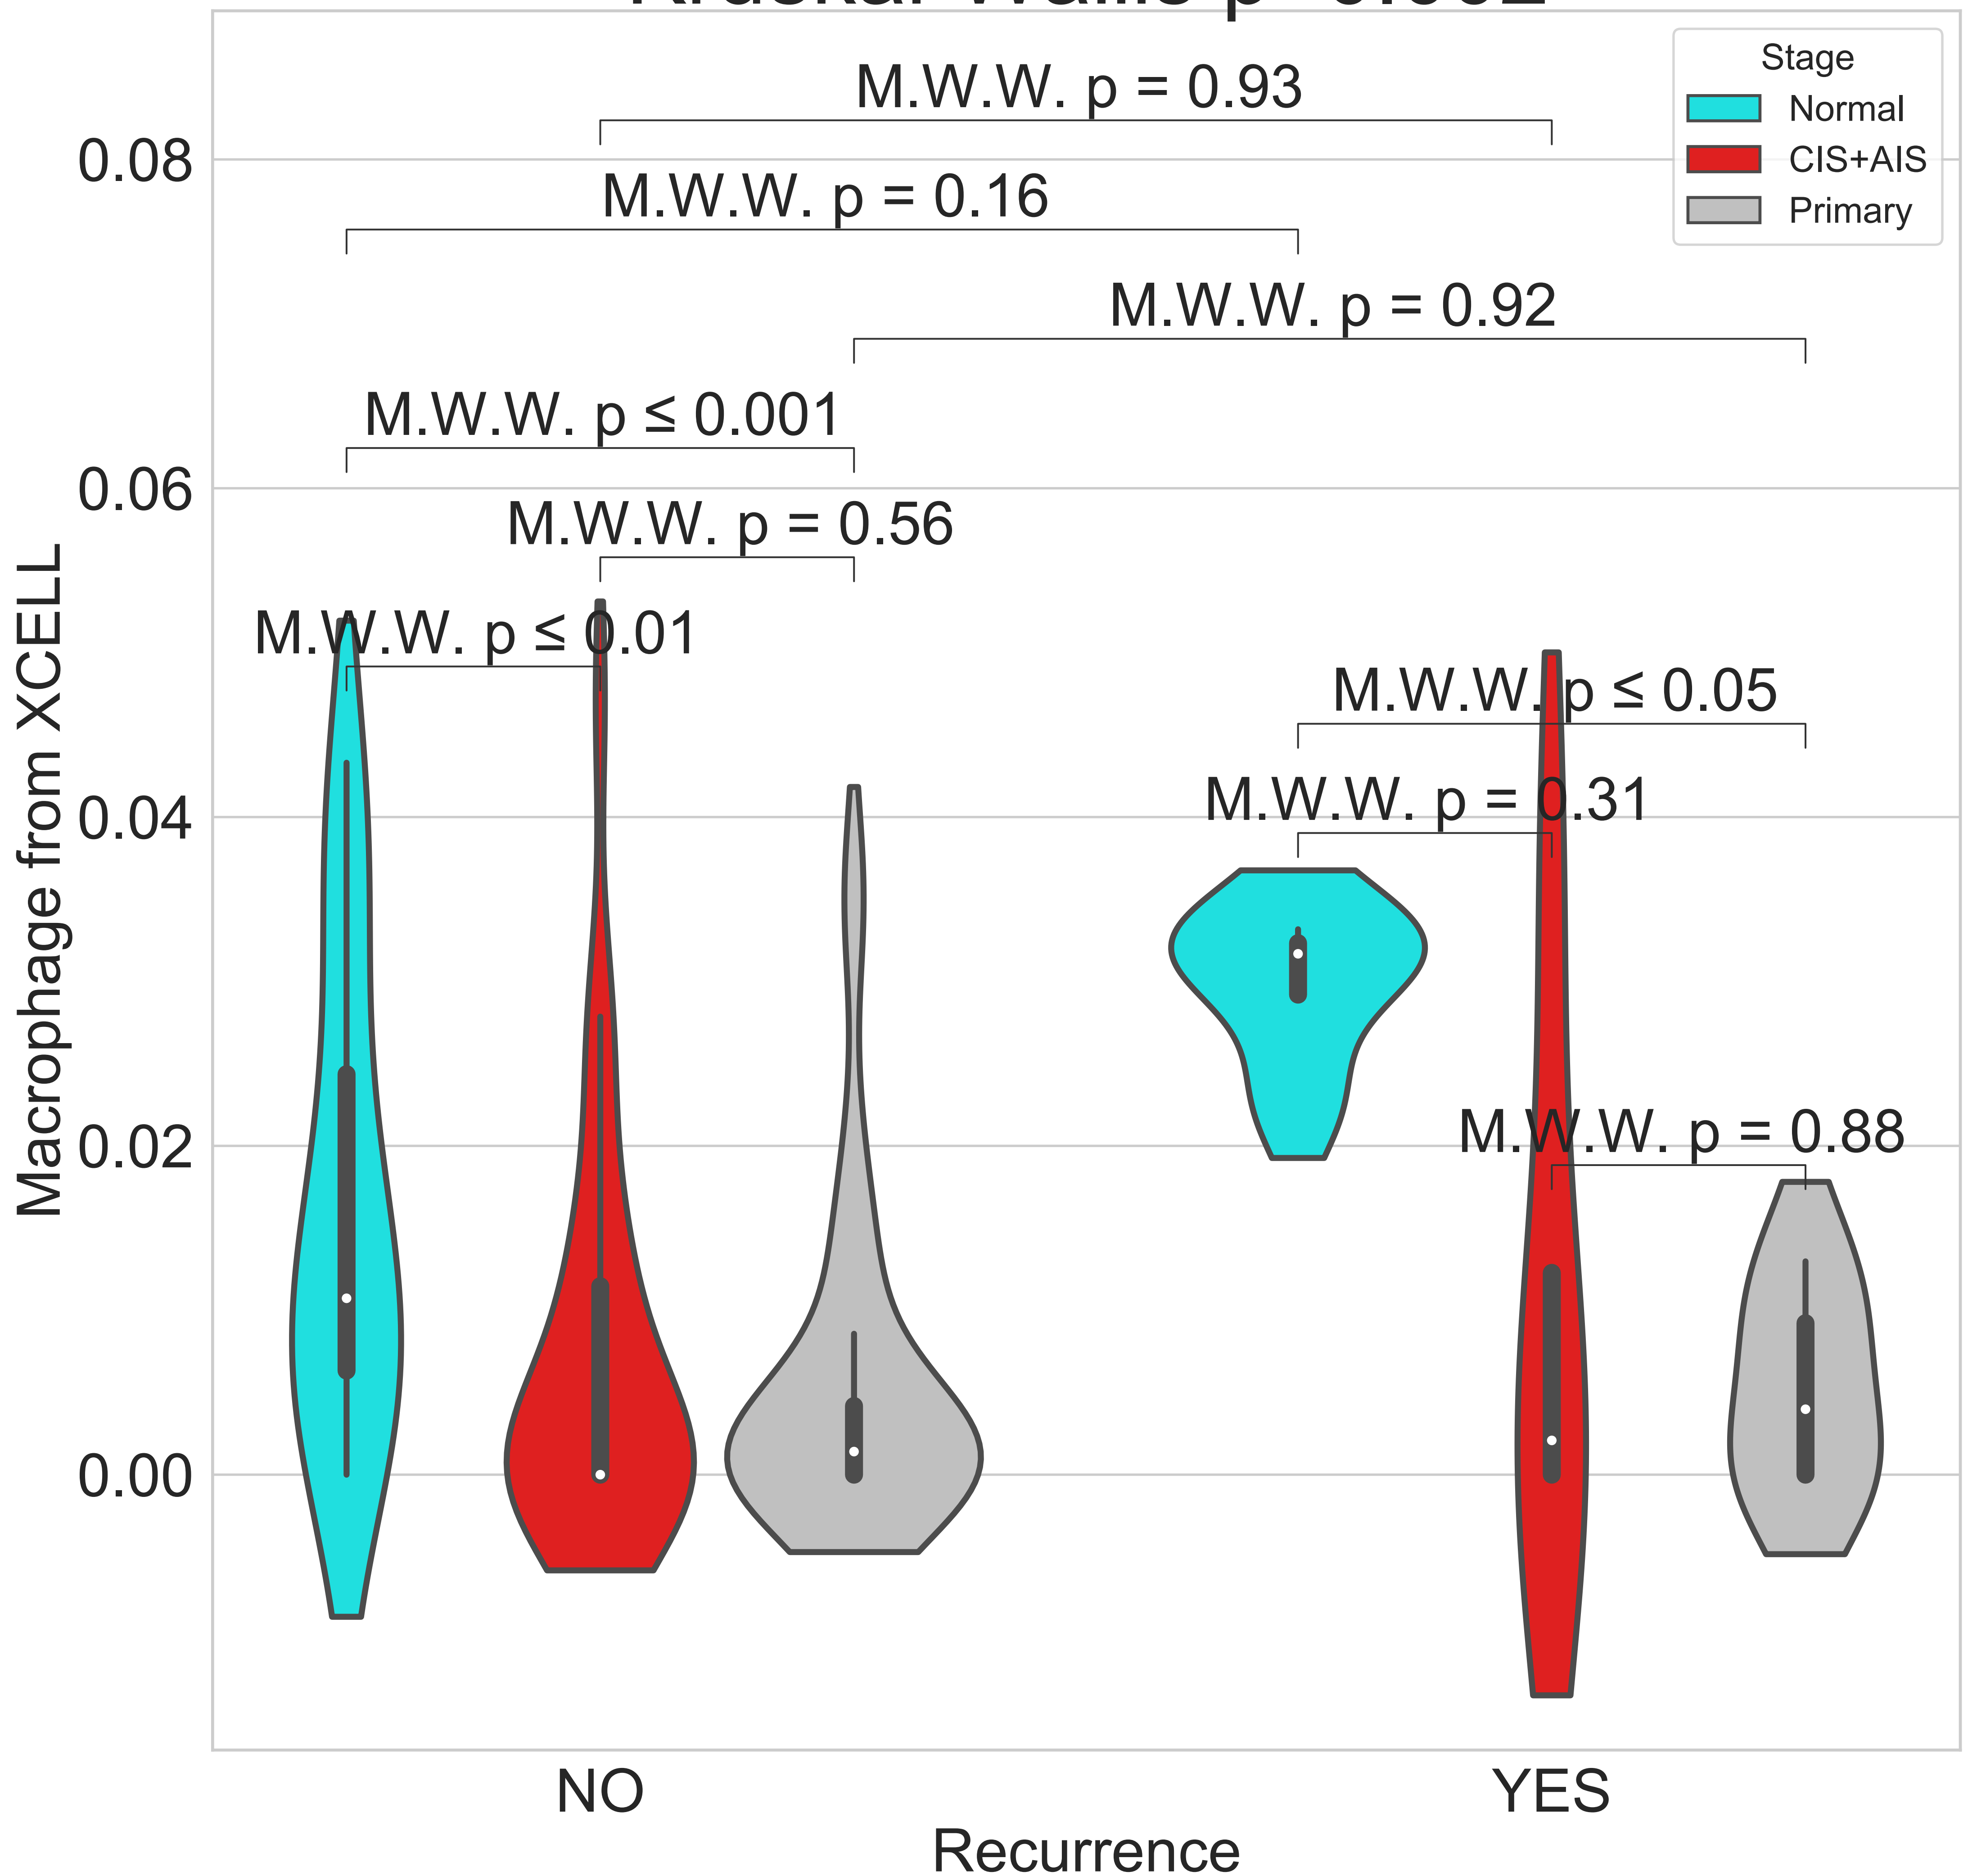 Stage
Normal
CIS+AIS
Primary
M.W.W. p = 0.93
M.W.W. p = 0.16
M.W.W. p = 0.92
M.W.W. p ≤ 0.001
M.W.W. p = 0.56
M.W.W. p ≤ 0.01
M.W.W. p ≤ 0.05
M.W.W. p = 0.31
M.W.W. p = 0.88
0.08
0.06
0.04
0.02
0.00
Macrophage from XCELL
NO
YES
Recurrence